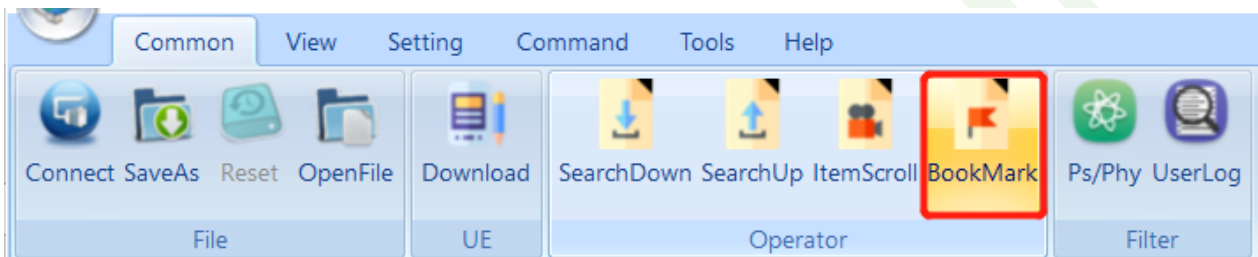 Common View Setting Command Tools Help
Connect SaveAs Reset OpenFile Download SearchDown SearchUp ItemScroll BookMark Ps/Phy UserLog
File UE Operator Filter